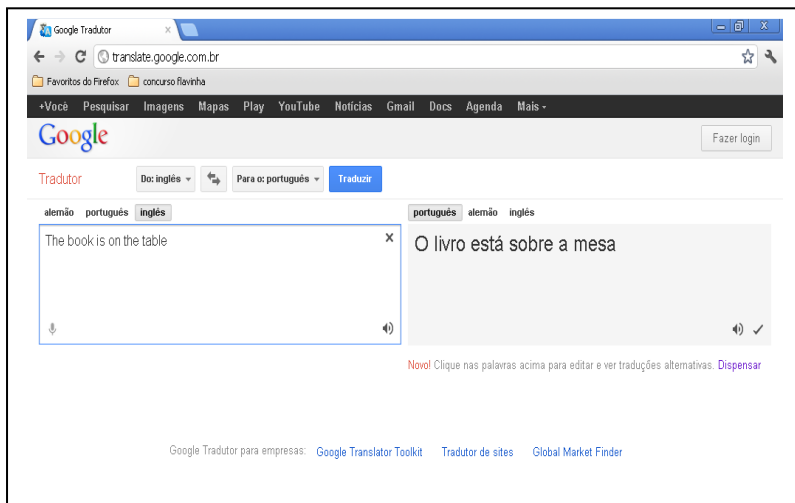 Google Tradutor
translate.google.com.br
Favoritos do Firefox concurso flavinha
+Você Pesquisar Imagens Mapas Play YouTube Notícias Gmail Docs Agenda Mais
Google
Fazer login
Tradutor Do: inglês Para o: português Traduzir
alemão português inglês
português alemão inglês
The book is on the table
O livro está sobre a mesa
Novo! Clique nas palavras acima para editar e ver traduções alternativas. Dispensar
Google Tradutor para empresas: Google Translator Toolkit Tradutor de sites Global Market Finder